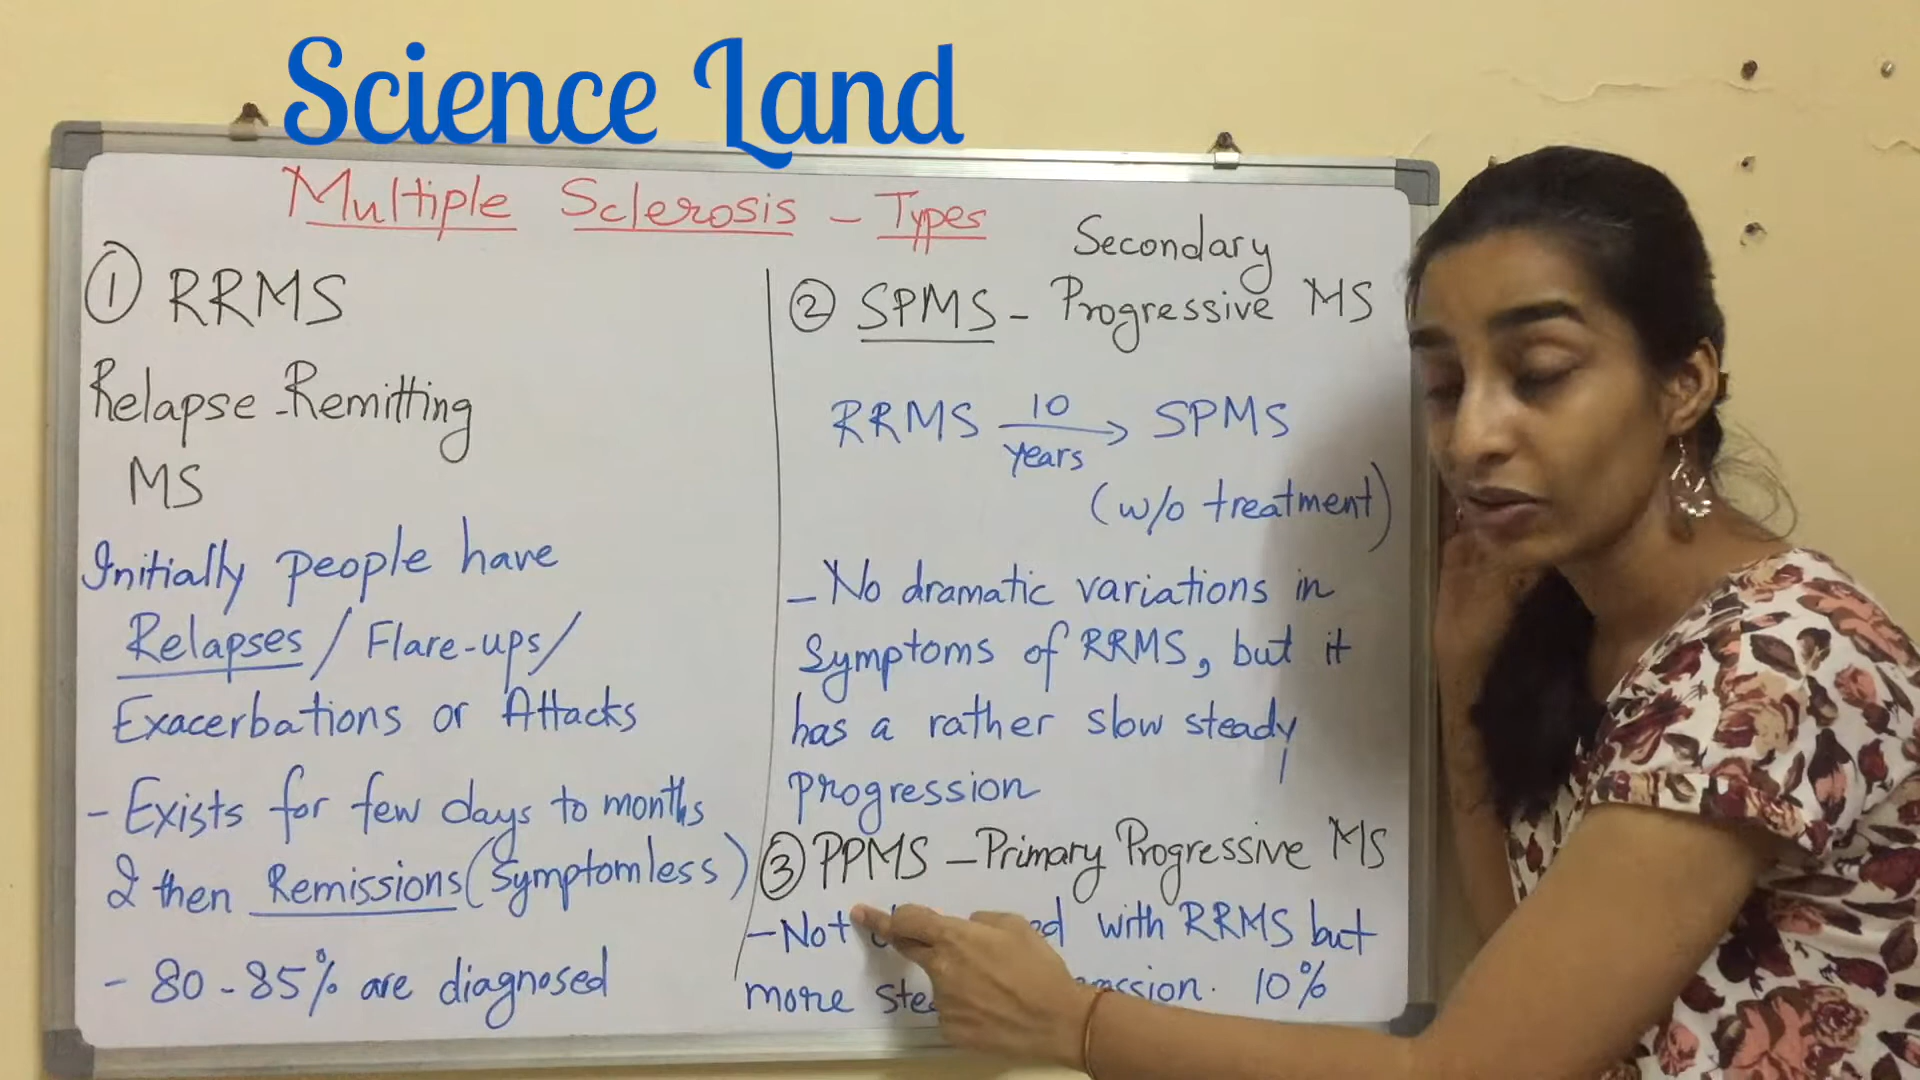 Science Land
Multiple Sclerosis - Types
① RRMS
Relapse-Remitting
MS
Initially people have
Relapses / Flare-ups/
Exacerbations or Attacks
- Exists for few days to months
& then Remissions (Symptomless)
- 80-85% are diagnosed
Secondary
② SPMS - Progressive MS
RRMS 10 years → SPMS
(w/o treatment)
- No dramatic variations in
symptoms of RRMS, but it
has a rather slow steady
progression
③ PPMS - Primary Progressive MS
- Not with RRMS but
more 10%